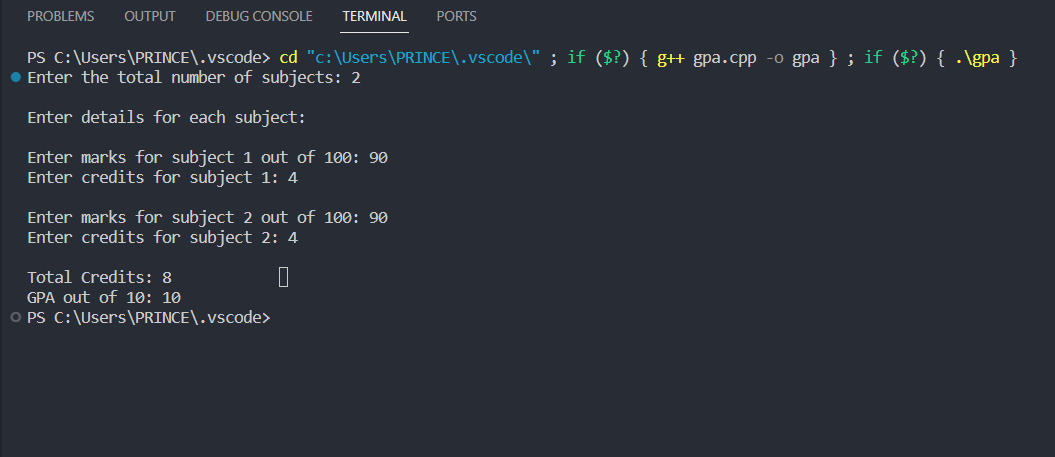 PROBLEMS OUTPUT DEBUG CONSOLE TERMINAL PORTS
PS C:\Users\PRINCE\.vscode> cd "c:\Users\PRINCE\.vscode\" ; if ($?) { g++ gpa.cpp -o gpa } ; if ($?) { .\gpa }
Enter the total number of subjects: 2
Enter details for each subject:
Enter marks for subject 1 out of 100: 90
Enter credits for subject 1: 4
Enter marks for subject 2 out of 100: 90
Enter credits for subject 2: 4
Total Credits: 8
GPA out of 10: 10
PS C:\Users\PRINCE\.vscode>